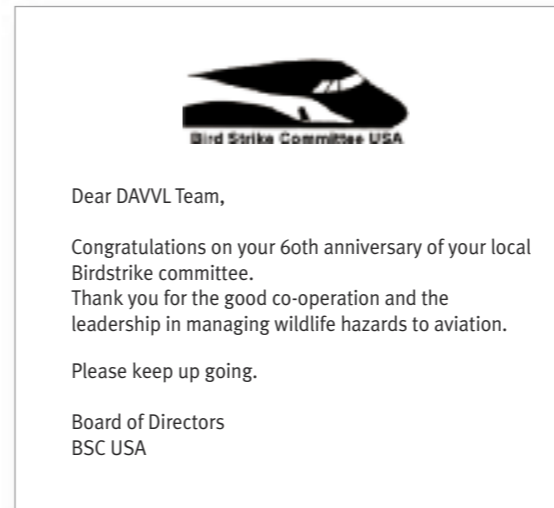 Bird Strike Committee USA
Dear DAVVL Team,
Congratulations on your 60th anniversary of your local
Birdstrike committee.
Thank you for the good co-operation and the
leadership in managing wildlife hazards to aviation.
Please keep up going.
Board of Directors
BSC USA